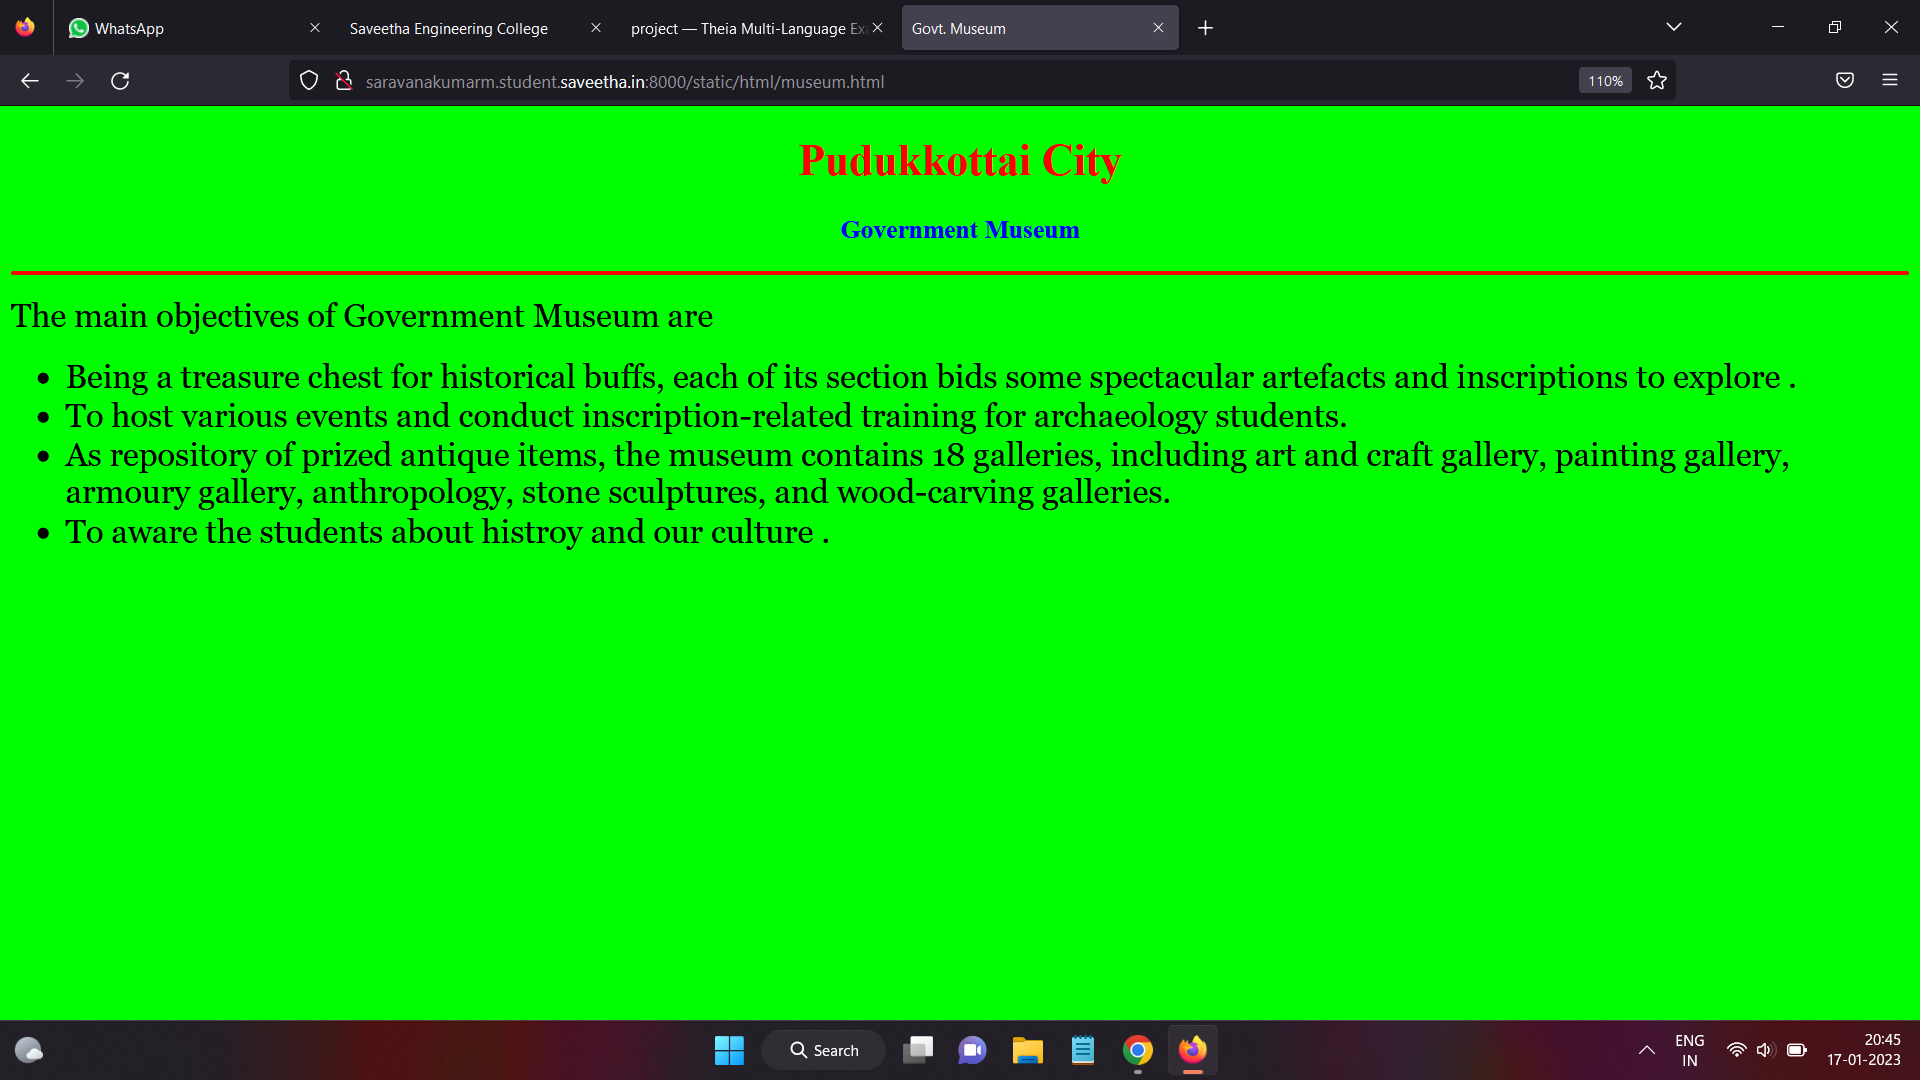 WhatsApp
Saveetha Engineering College
project — Theia Multi-Language Ex
Govt. Museum
saravanakumarm.student.saveetha.in:8000/static/html/museum.html
110%
Pudukkottai City
Government Museum
The main objectives of Government Museum are
• Being a treasure chest for historical buffs, each of its section bids some spectacular artefacts and inscriptions to explore .
• To host various events and conduct inscription-related training for archaeology students.
• As repository of prized antique items, the museum contains 18 galleries, including art and craft gallery, painting gallery,
armoury gallery, anthropology, stone sculptures, and wood-carving galleries.
• To aware the students about histroy and our culture .
Search
ENG
IN
20:45
17-01-2023